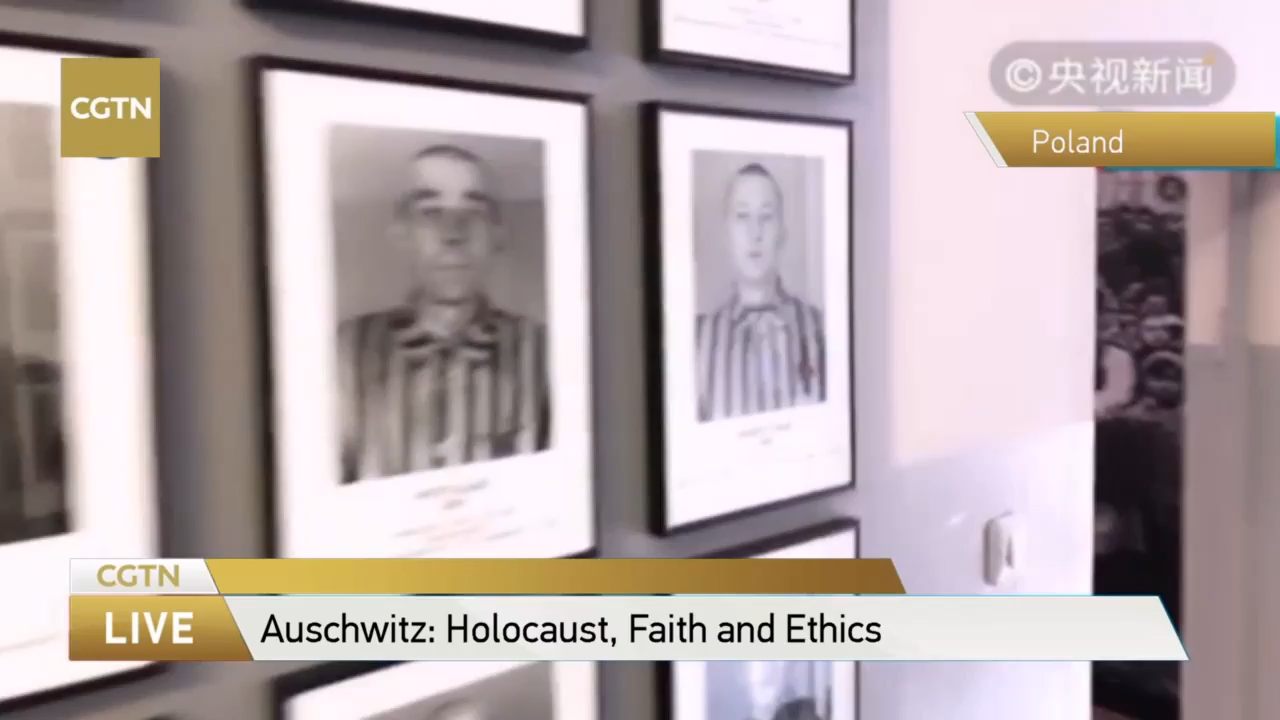 CGTN
©央视新闻
Poland
CGTN
LIVE Auschwitz: Holocaust, Faith and Ethics